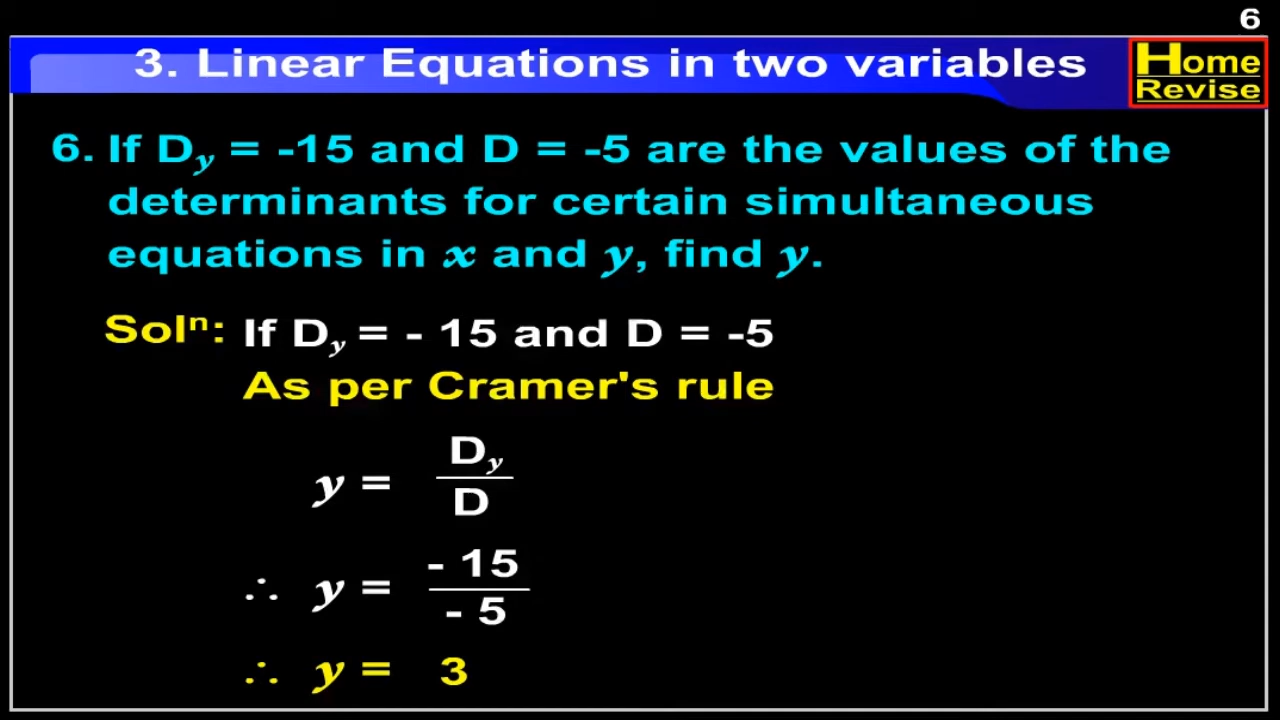 6
3. Linear Equations in two variables
Home
Revise
6. If Dy = -15 and D = -5 are the values of the
determinants for certain simultaneous
equations in x and y, find y.
Solⁿ: If Dy = - 15 and D = -5
As per Cramer's rule
y = Dy
D
∴ y = - 15
- 5
∴ y = 3